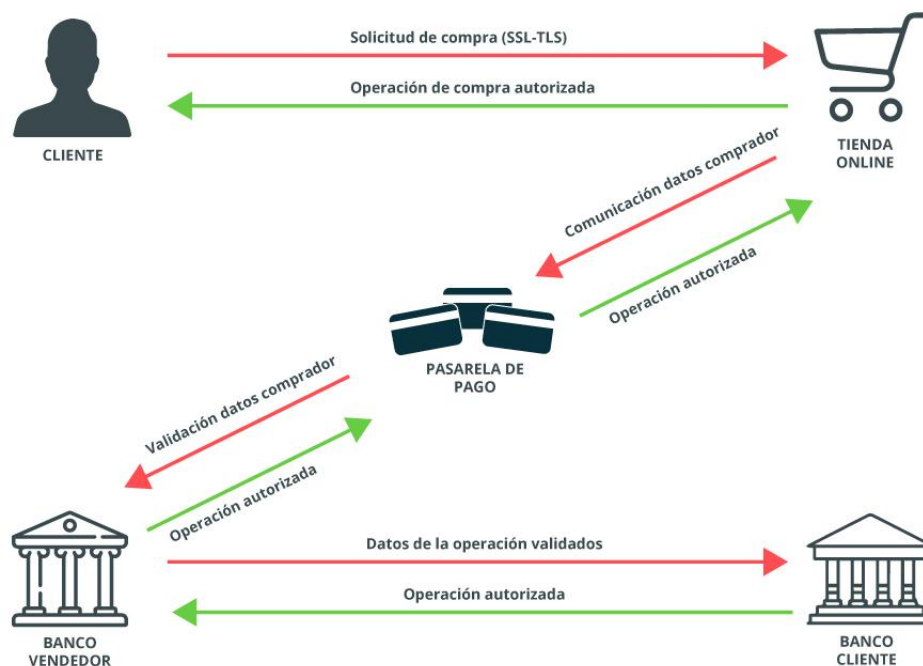 Solicitud de compra (SSL-TLS)
Operación de compra autorizada
CLIENTE
TIENDA
ONLINE
Comunicación datos comprador
Operación autorizada
PASARELA DE
PAGO
Validación datos comprador
Operación autorizada
Datos de la operación validados
Operación autorizada
BANCO
VENDEDOR
BANCO
CLIENTE